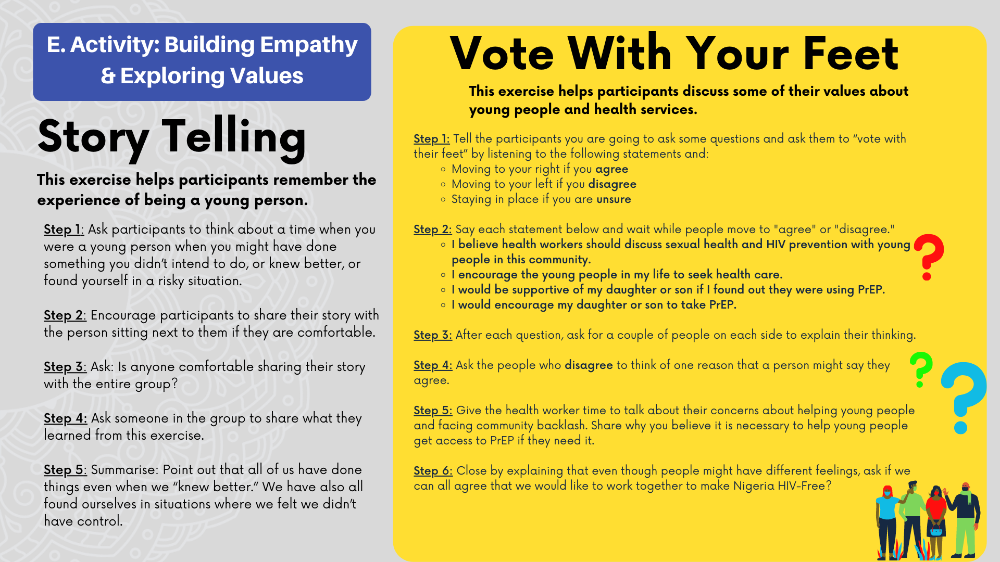 E. Activity: Building Empathy
& Exploring Values
Story Telling
This exercise helps participants remember the
experience of being a young person.
Step 1: Ask participants to think about a time when you
were a young person when you might have done
something you didn’t intend to do, or knew better, or
found yourself in a risky situation.
Step 2: Encourage participants to share their story with
the person sitting next to them if they are comfortable.
Step 3: Ask: Is anyone comfortable sharing their story
with the entire group?
Step 4: Ask someone in the group to share what they
learned from this exercise.
Step 5: Summarise: Point out that all of us have done
things even when we “knew better.” We have also all
found ourselves in situations where we felt we didn’t
have control.
Vote With Your Feet
This exercise helps participants discuss some of their values about
young people and health services.
Step 1: Tell the participants you are going to ask some questions and ask them to “vote with
their feet” by listening to the following statements and:
◦ Moving to your right if you agree
◦ Moving to your left if you disagree
◦ Staying in place if you are unsure
Step 2: Say each statement below and wait while people move to "agree" or "disagree."
◦ I believe health workers should discuss sexual health and HIV prevention with young
people in this community.
◦ I encourage the young people in my life to seek health care.
◦ I would be supportive of my daughter or son if I found out they were using PrEP.
◦ I would encourage my daughter or son to take PrEP.
Step 3: After each question, ask for a couple of people on each side to explain their thinking.
Step 4: Ask the people who disagree to think of one reason that a person might say they
agree.
Step 5: Give the health worker time to talk about their concerns about helping young people
and facing community backlash. Share why you believe it is necessary to help young people
get access to PrEP if they need it.
Step 6: Close by explaining that even though people might have different feelings, ask if we
can all agree that we would like to work together to make Nigeria HIV-Free?
?
?
?